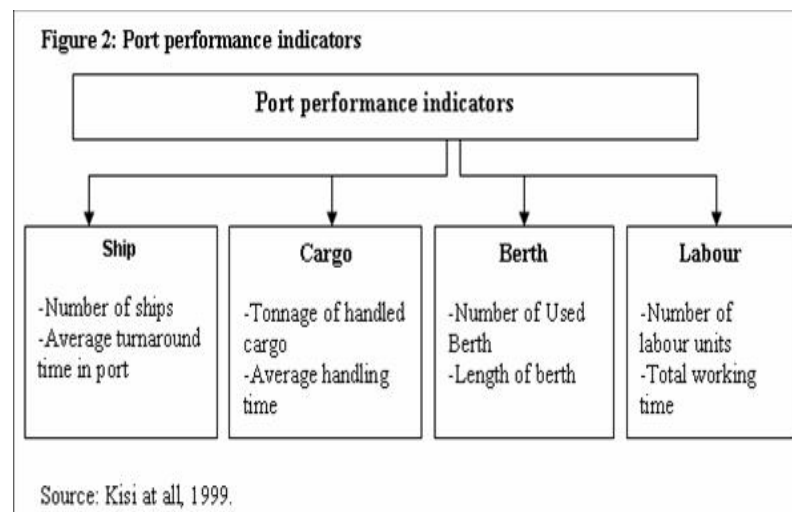 Figure 2: Port performance indicators
Port performance indicators
Ship
-Number of ships
-Average turnaround
time in port
Cargo
-Tonnage of handled
cargo
-Average handling
time
Berth
-Number of Used
Berth
-Length of berth
Labour
-Number of
labour units
-Total working
time
Source: Kisi at all, 1999.